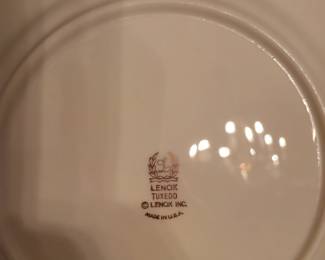 LENOX
TUXEDO
© LENOX INC.
MADE IN U.S.A.